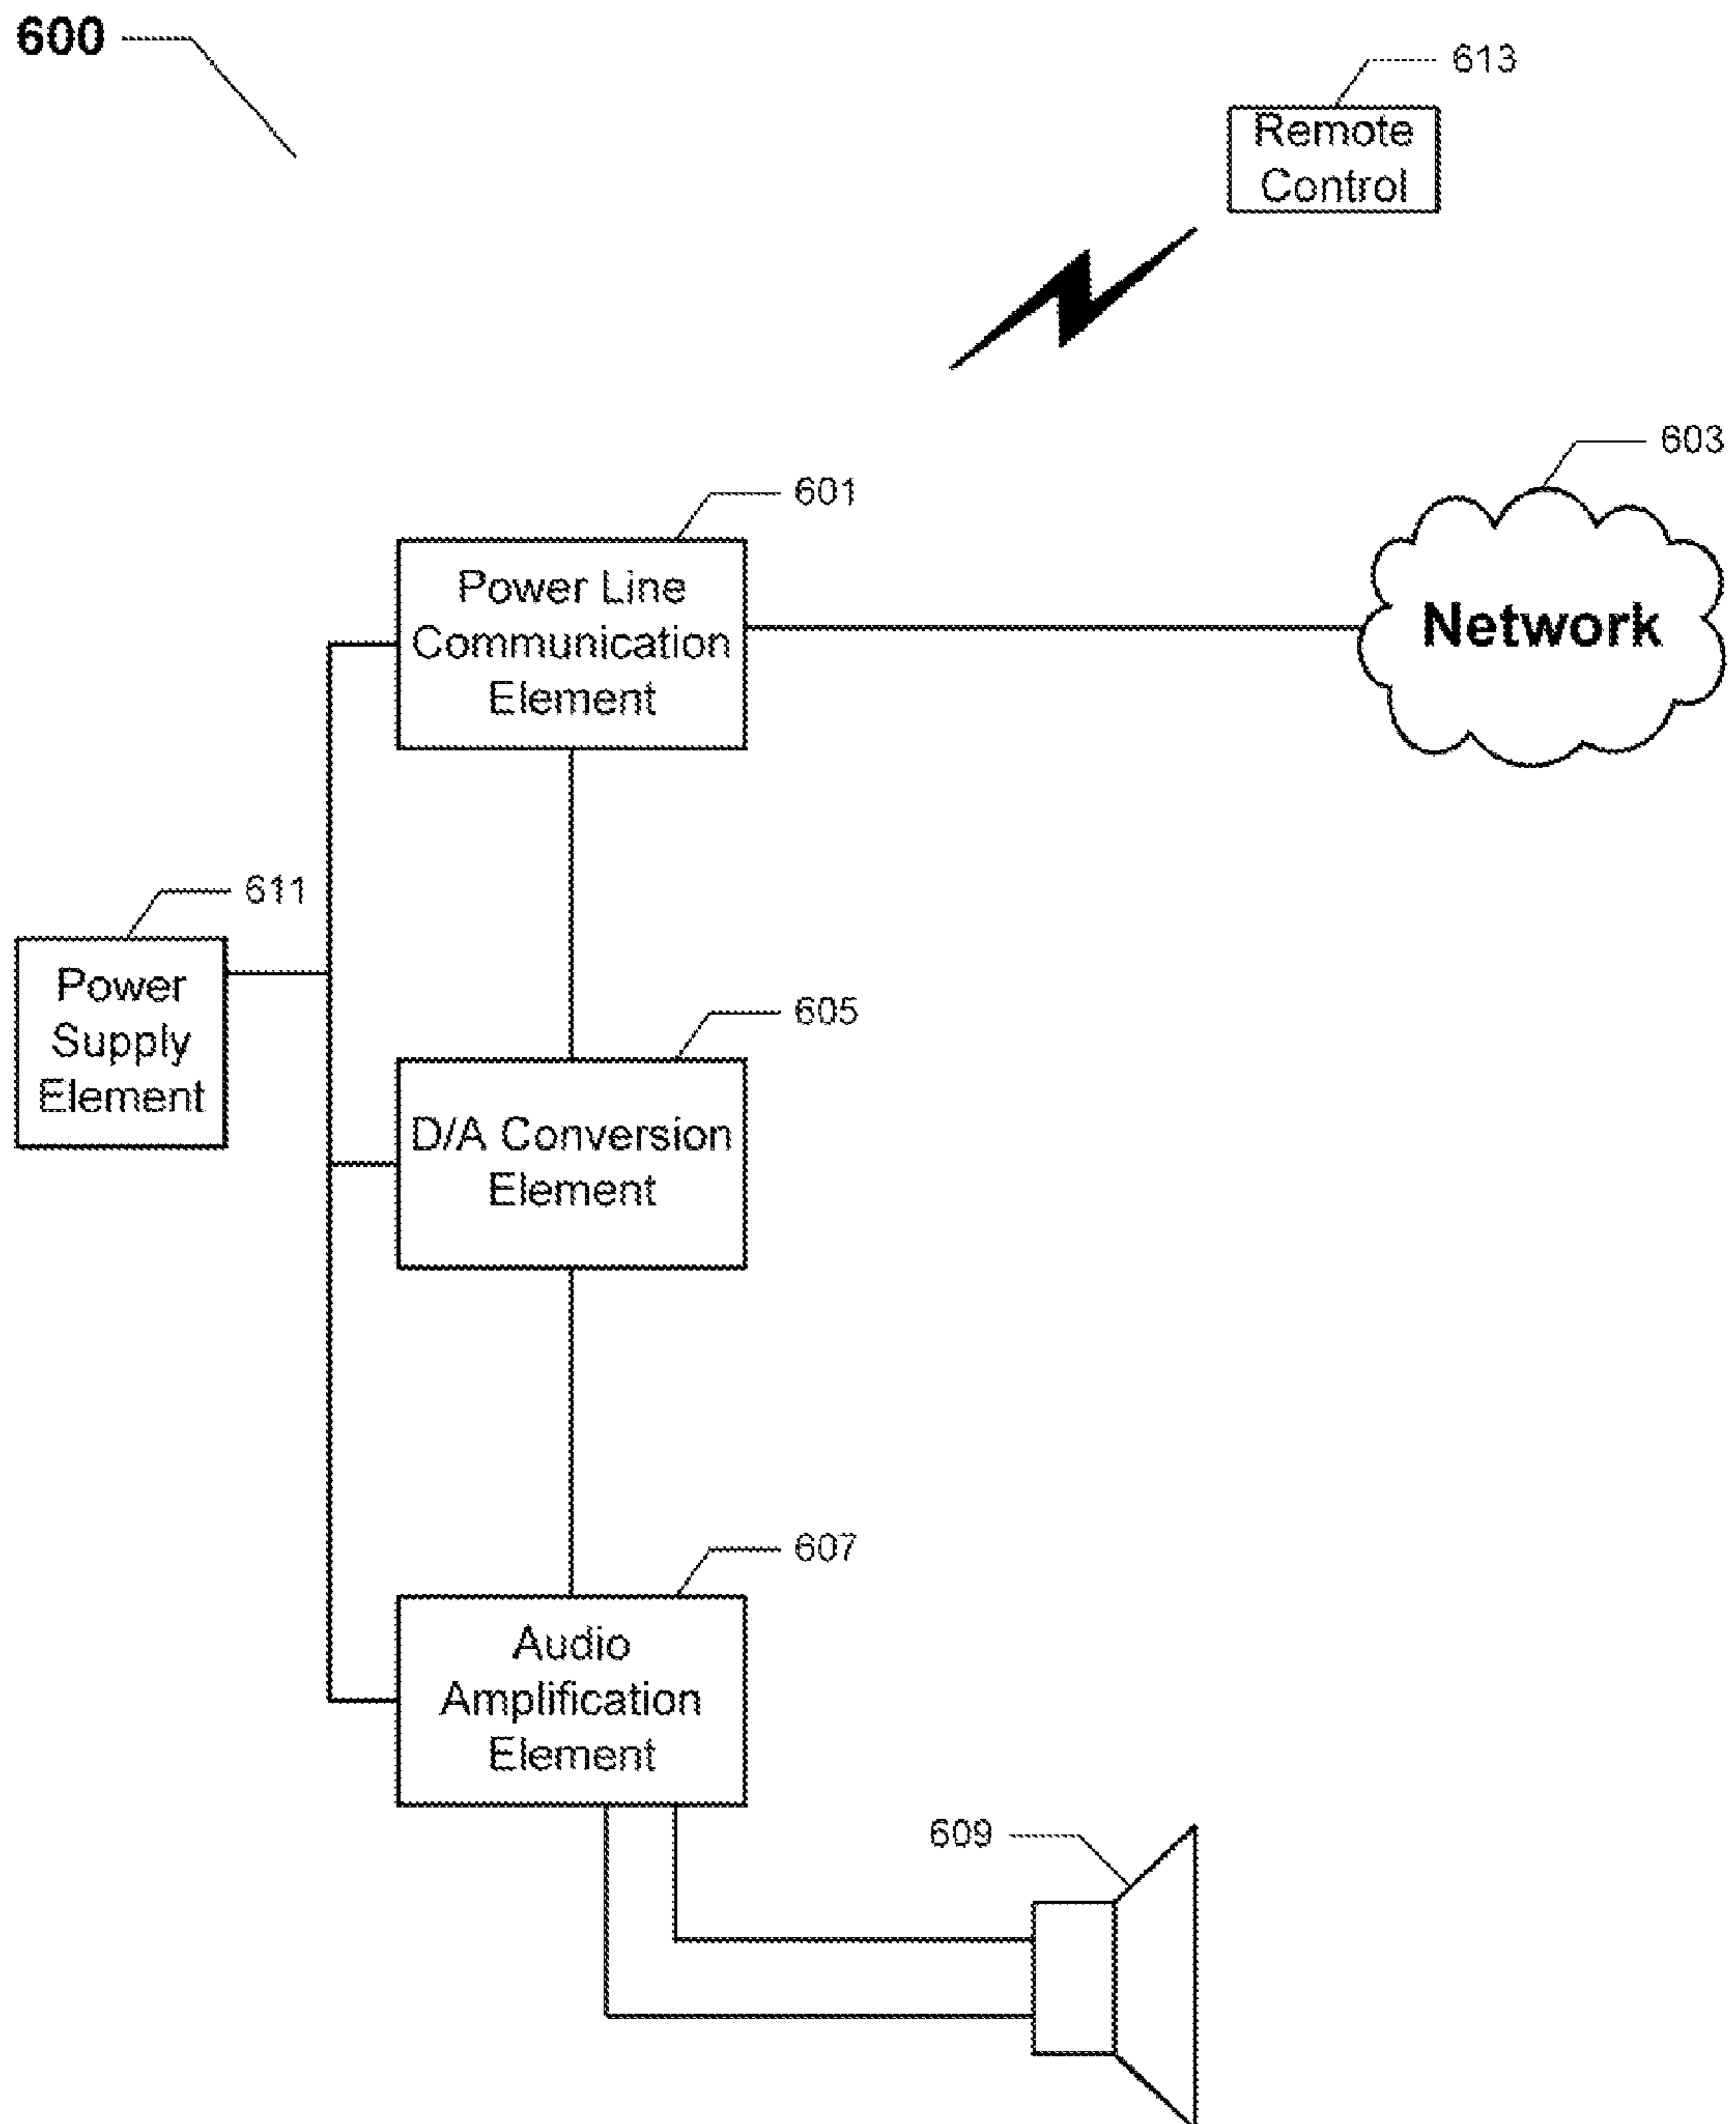 600
613
Remote
Control
603
Network
601
Power Line
Communication
Element
611
Power
Supply
Element
605
D/A Conversion
Element
607
Audio
Amplification
Element
609